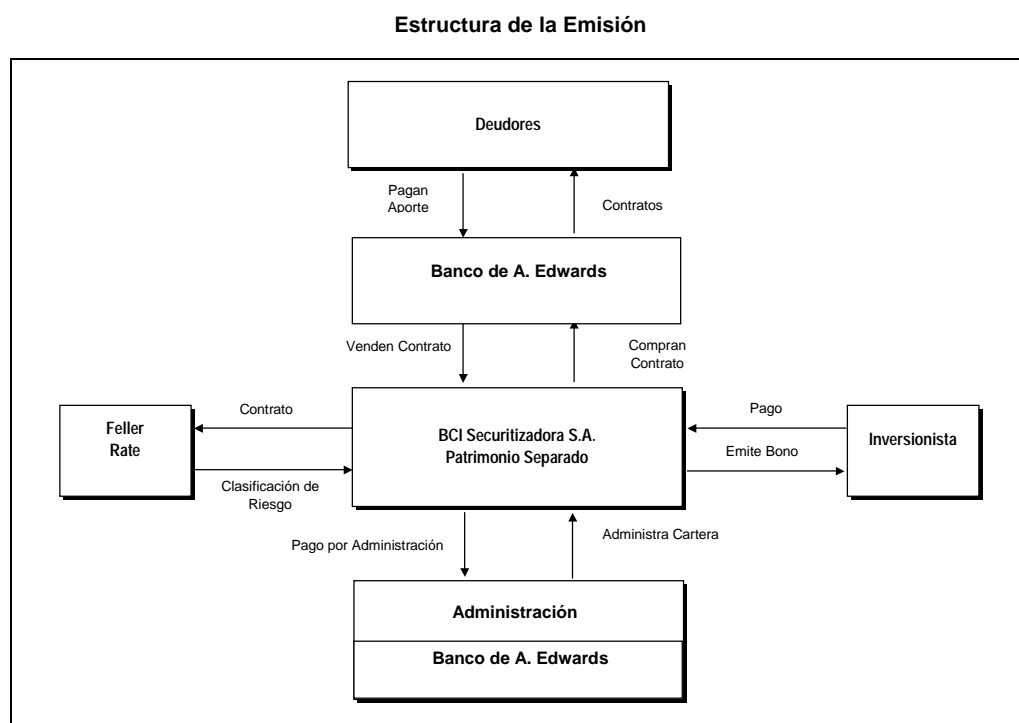 Estructura de la Emisión
Deudores
Pagan
Aporte
Contratos
Banco de A. Edwards
Venden Contrato
Compran
Contrato
Feller
Rate
Contrato
Clasificación de
Riesgo
BCI Securitizadora S.A.
Patrimonio Separado
Pago
Emite Bono
Inversionista
Pago por Administración
Administra Cartera
Administración
Banco de A. Edwards